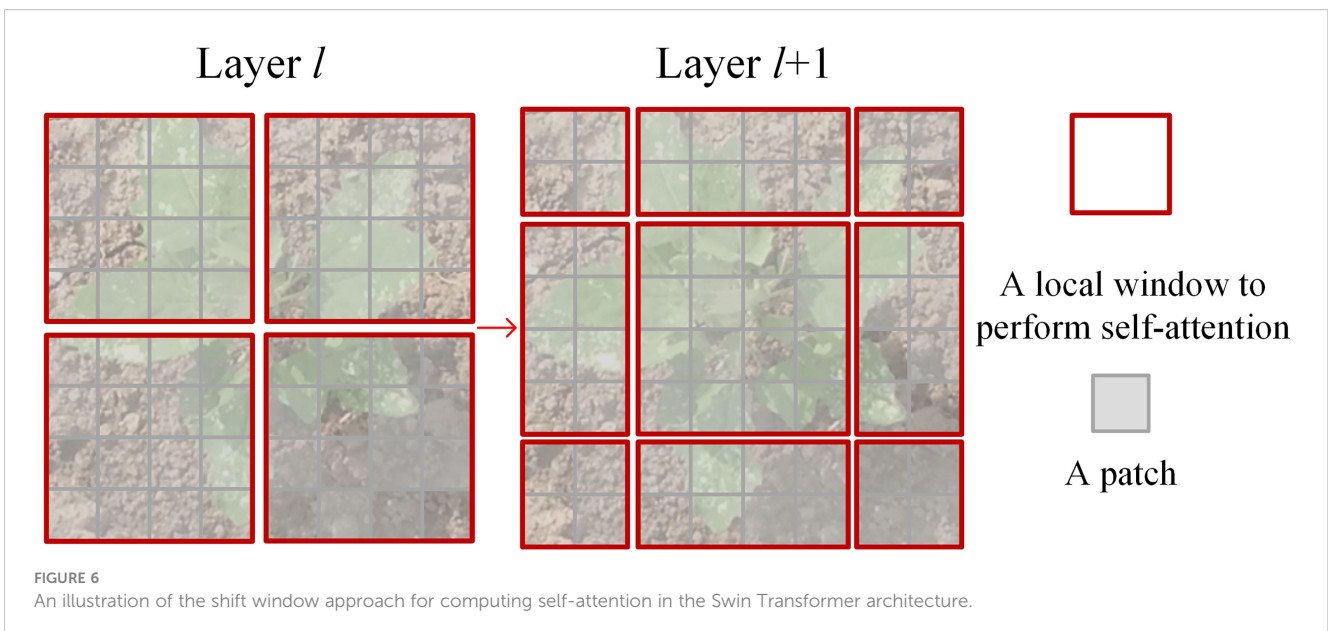 Layer l
Layer l+1
A local window to
perform self-attention
A patch
FIGURE 6
An illustration of the shift window approach for computing self-attention in the Swin Transformer architecture.